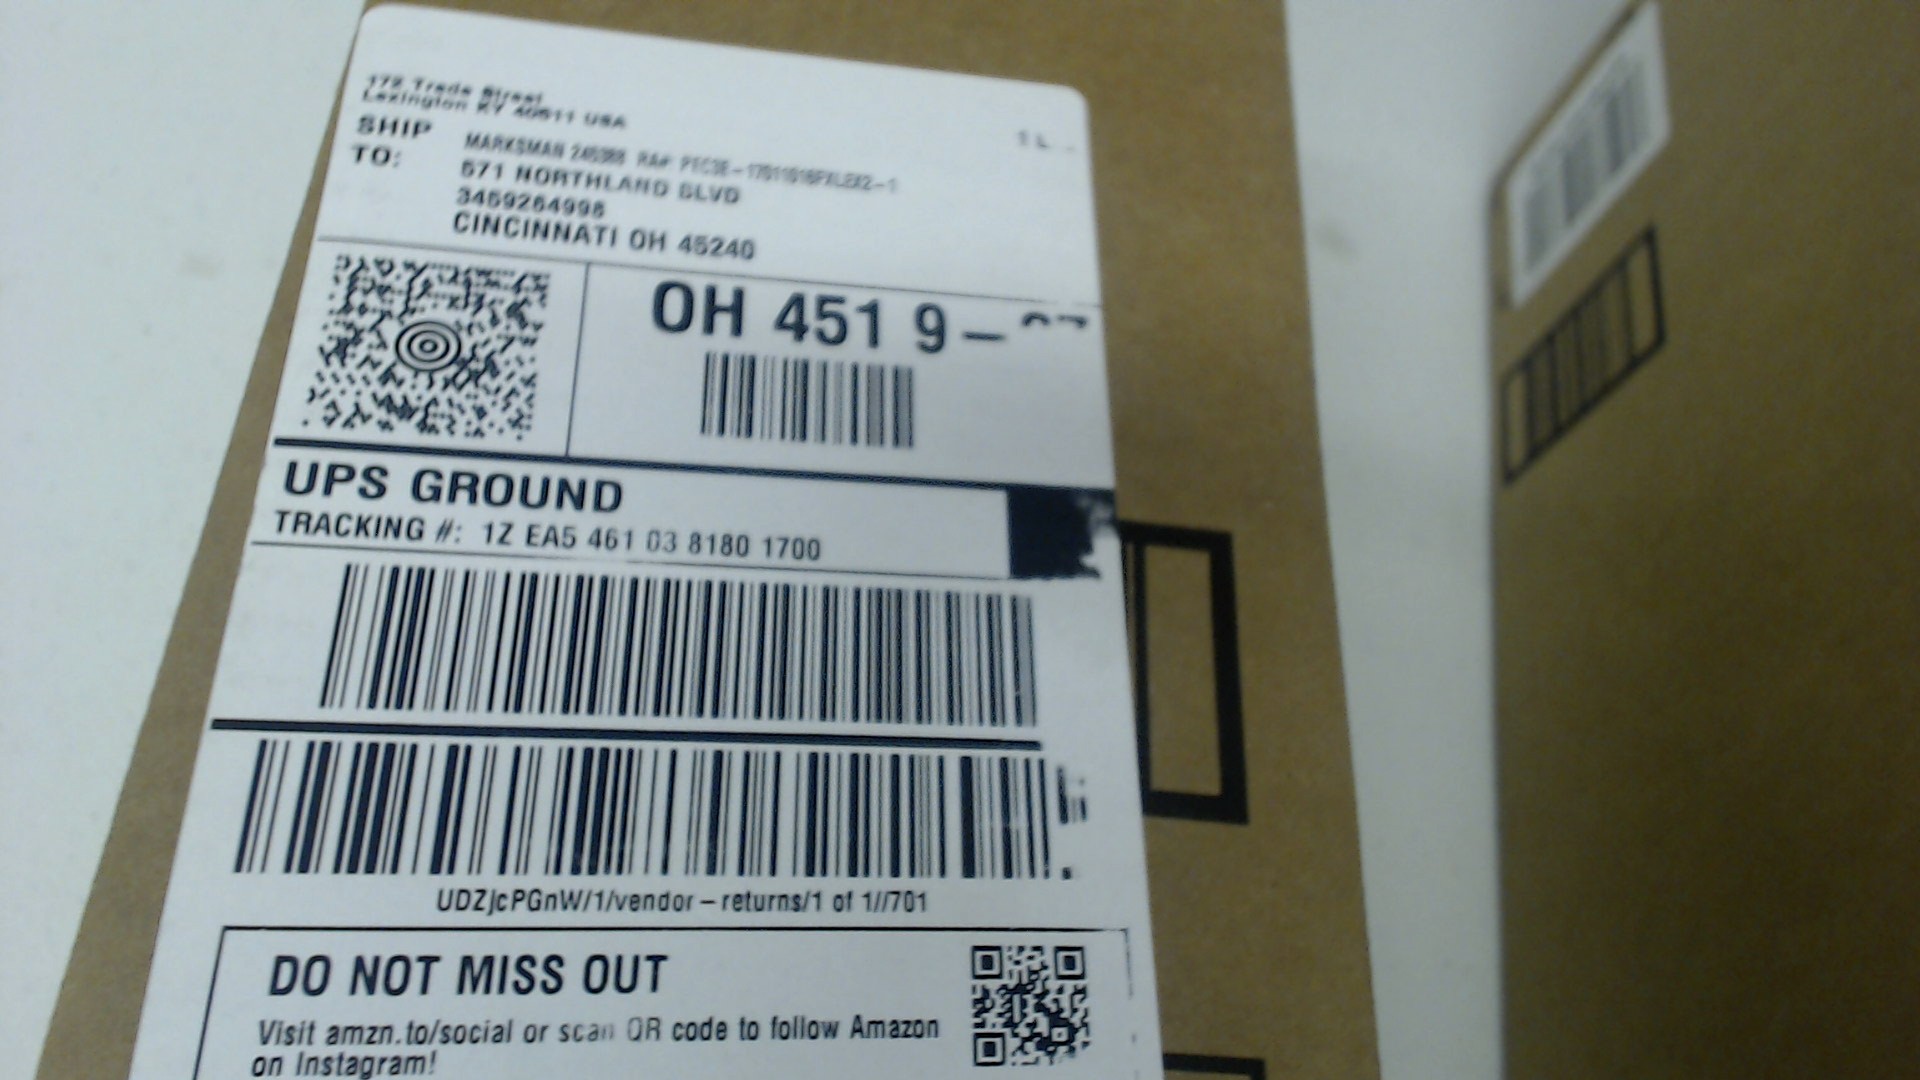 172 Trade Street
Lexington KY 40511 USA
SHIP TO:
MARKSMAN RA#
571 NORTHLAND BLVD
3459264998
CINCINNATI OH 45240
OH 451 9-
UPS GROUND
TRACKING #: 1Z EA5 461 03 8180 1700
UDZjcPGnW/1/vendor-returns/1 of 1//701
DO NOT MISS OUT
Visit amzn.to/social or scan QR code to follow Amazon
on Instagram!